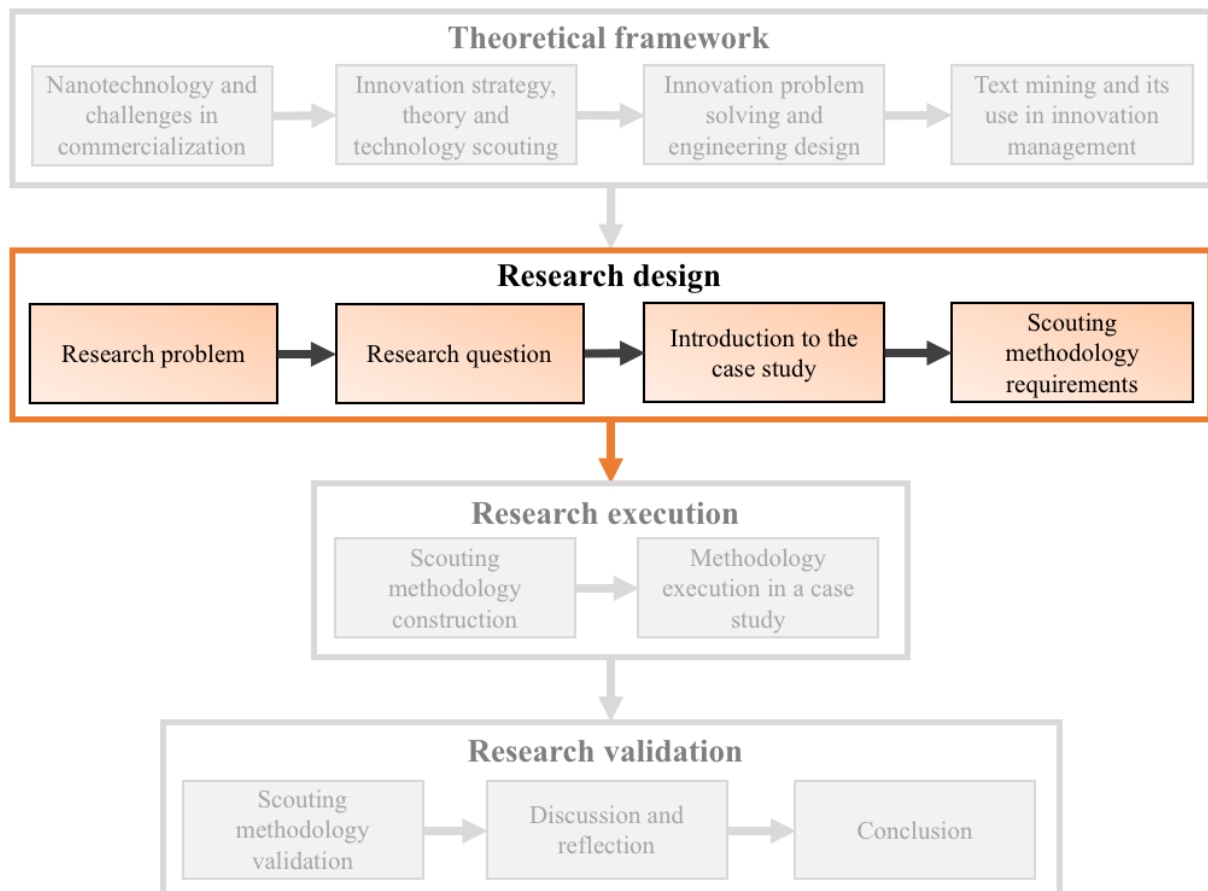 Theoretical framework
Nanotechnology and
challenges in
commercialization
Innovation strategy,
theory and
technology scouting
Innovation problem
solving and
engineering design
Text mining and its
use in innovation
management
Research design
Research problem
Research question
Introduction to the
case study
Scouting
methodology
requirements
Research execution
Scouting
methodology
construction
Methodology
execution in a case
study
Research validation
Scouting
methodology
validation
Discussion and
reflection
Conclusion